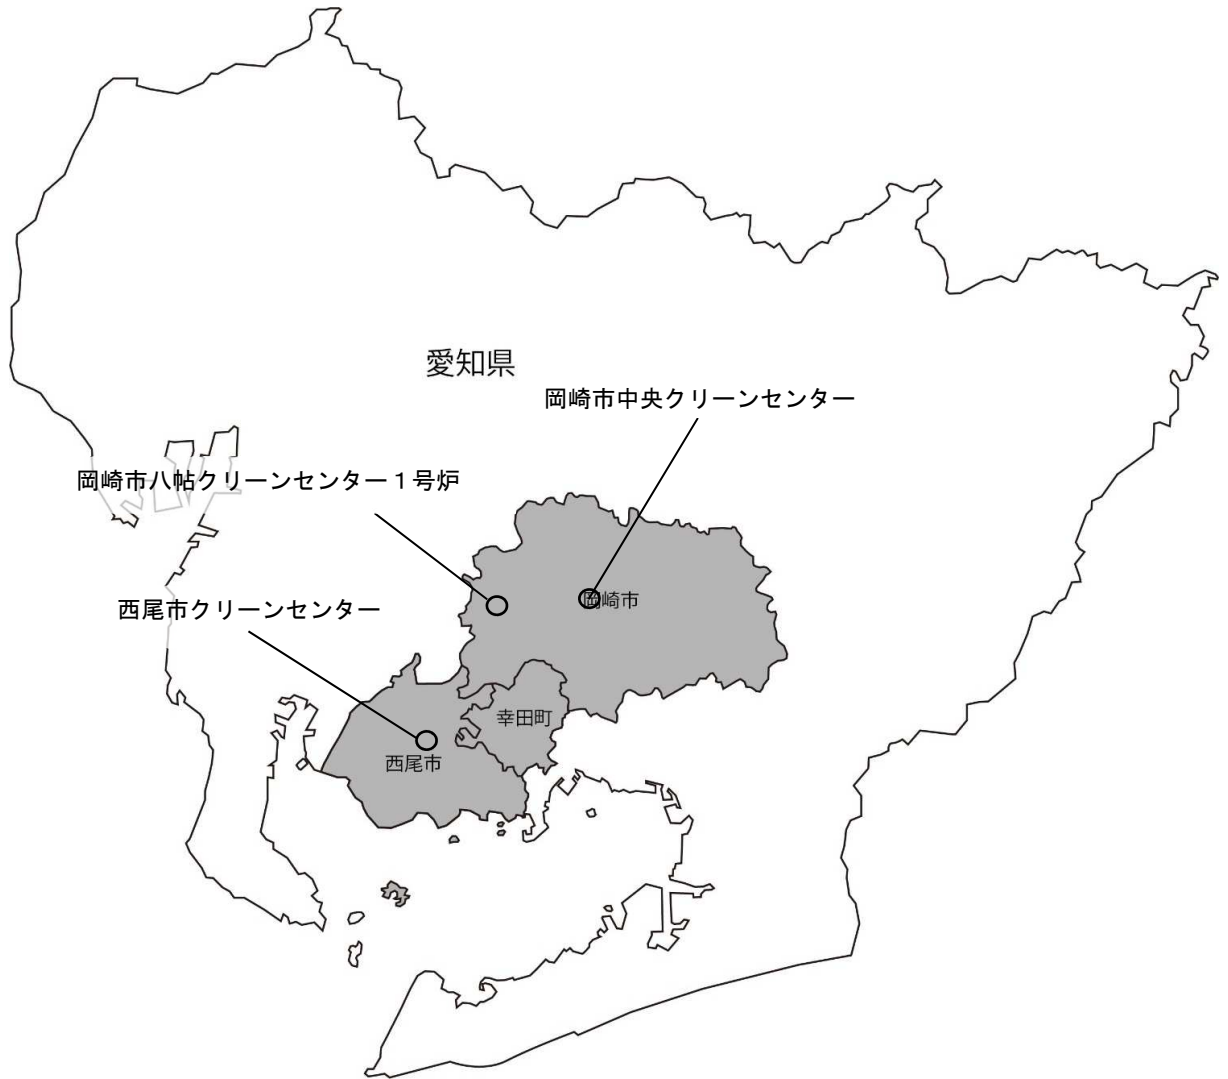 愛知県
岡崎市中央クリーンセンター
岡崎市八帖クリーンセンター１号炉
岡崎市
西尾市クリーンセンター
幸田町
西尾市